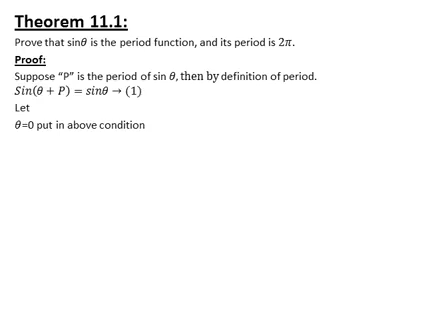 Theorem 11.1:
Prove that sinθ is the period function, and its period is 2π.
Proof:
Suppose “P” is the period of sin θ, then by definition of period.
Sin(θ + P) = sinθ → (1)
Let
θ=0 put in above condition